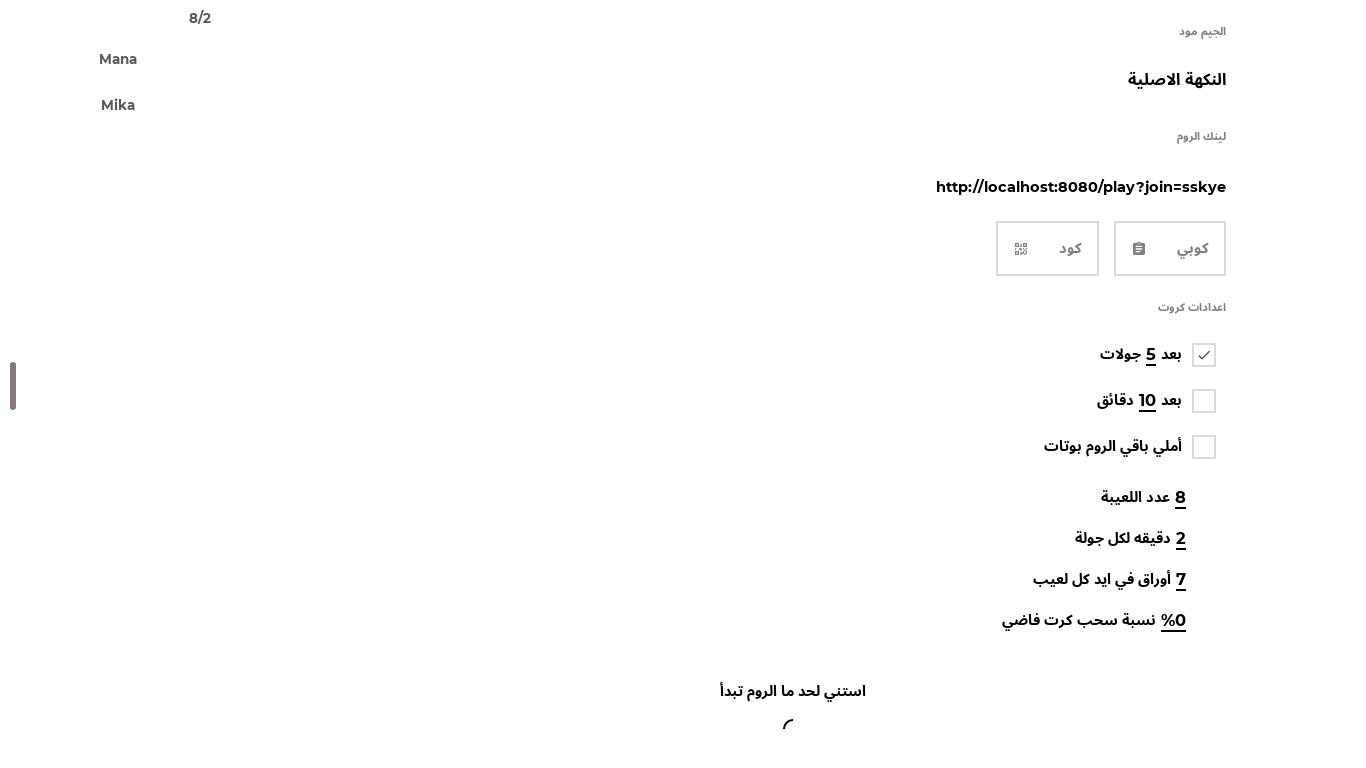 الجيم مود
النكهة الاصلية
لينك الروم
http://localhost:8080/play?join=sskye
كوبي
كود
اعدادات كروت
بعد 5 جولات
بعد 10 دقائق
أملي باقي الروم بوتات
8 عدد اللعيبة
2 دقيقه لكل جولة
7 أوراق في ايد كل لعيب
%0 نسبة سحب كرت فاضي
استني لحد ما الروم تبدأ
8/2
Mana
Mika